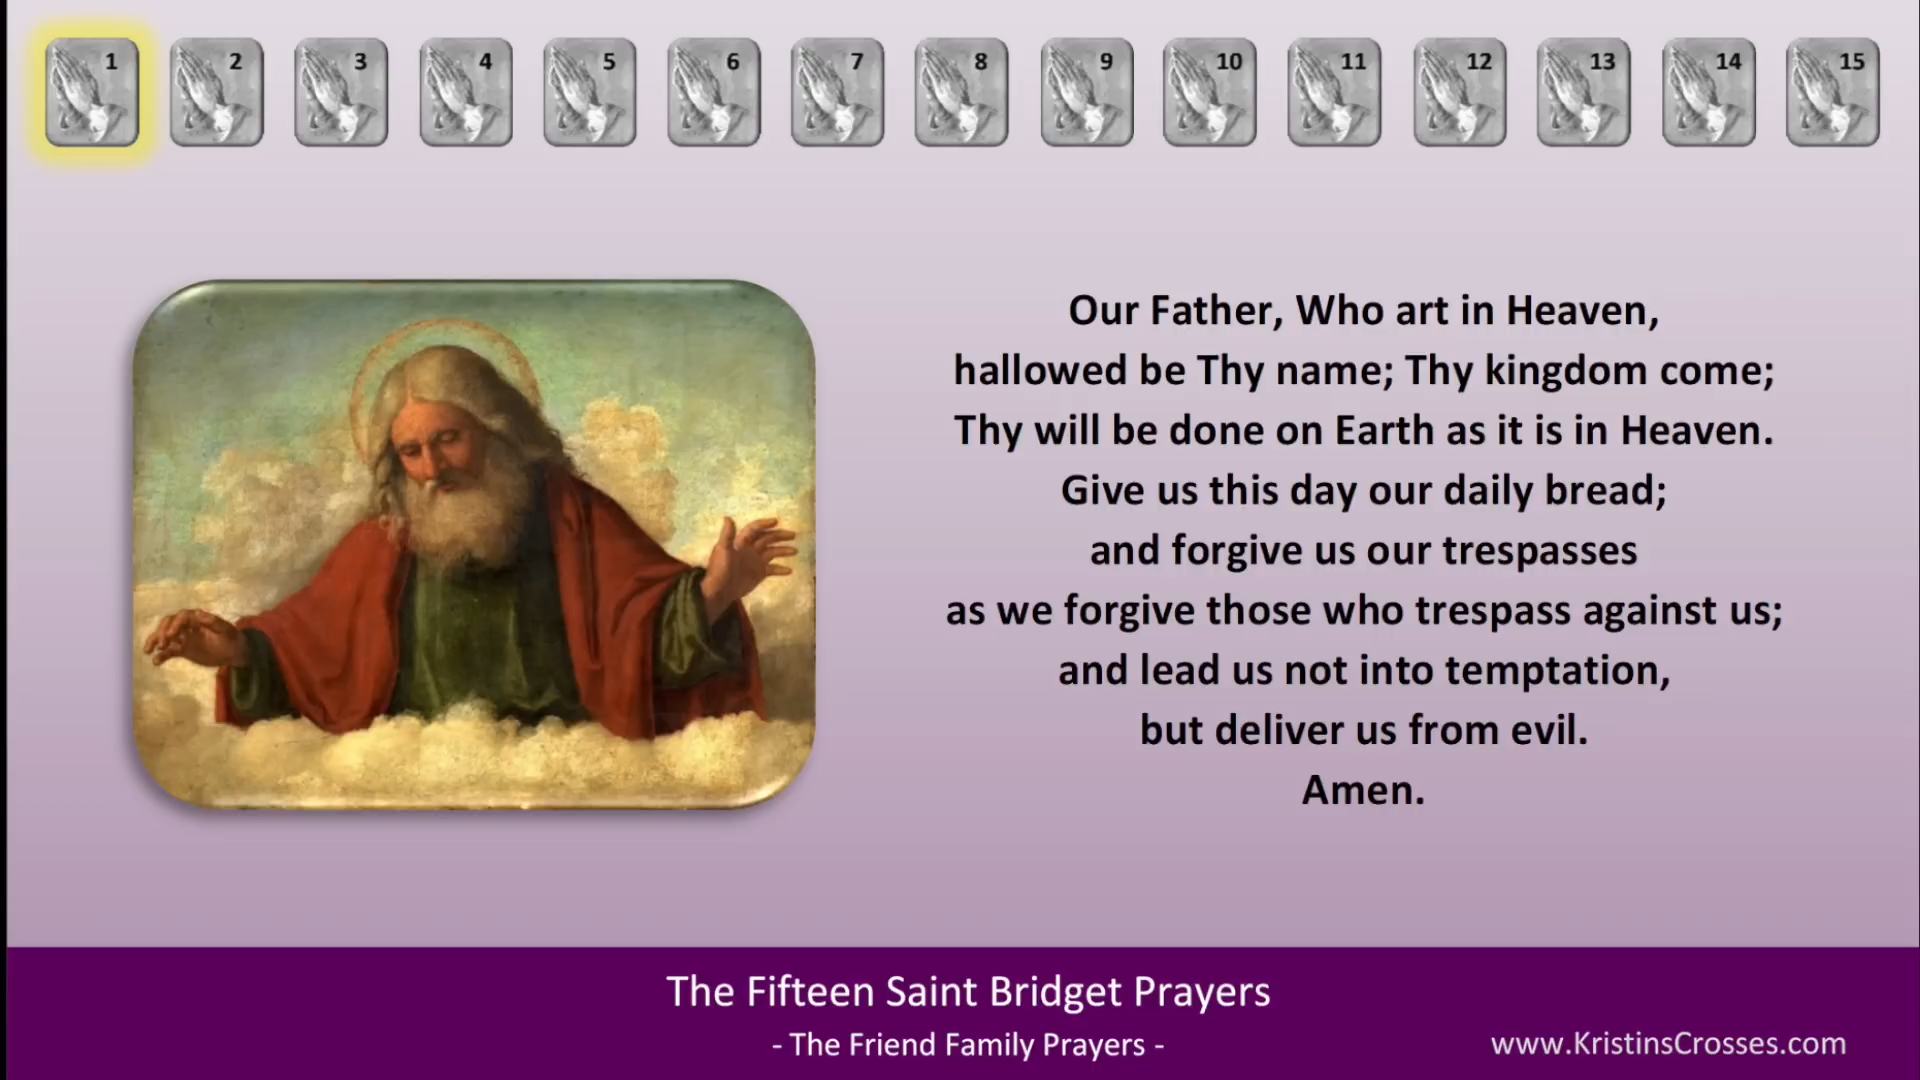 1 2 3 4 5 6 7 8 9 10 11 12 13 14 15
Our Father, Who art in Heaven,
hallowed be Thy name; Thy kingdom come;
Thy will be done on Earth as it is in Heaven.
Give us this day our daily bread;
and forgive us our trespasses
as we forgive those who trespass against us;
and lead us not into temptation,
but deliver us from evil.
Amen.
The Fifteen Saint Bridget Prayers
- The Friend Family Prayers -
www.KristinsCrosses.com